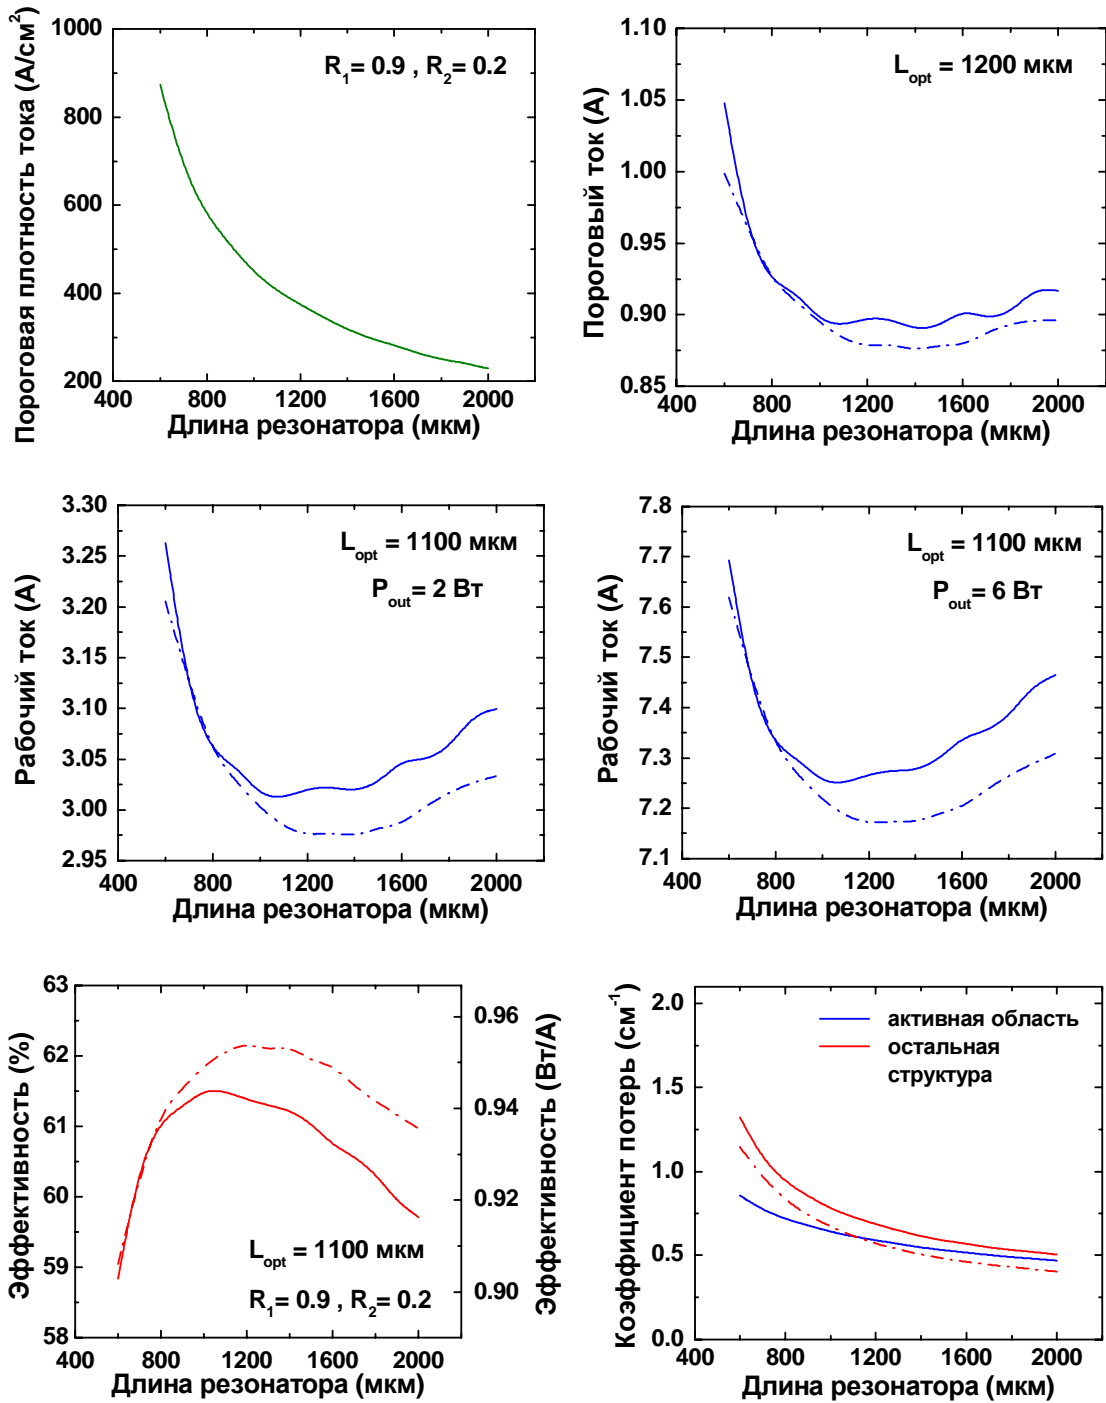 Пороговая плотность тока (А/см²)
1000
800
600
400
200
R₁= 0.9 , R₂= 0.2
400 800 1200 1600 2000
Длина резонатора (мкм)
Пороговый ток (А)
1.10
1.05
1.00
0.95
0.90
0.85
L_opt = 1200 мкм
400 800 1200 1600 2000
Длина резонатора (мкм)
Рабочий ток (А)
3.30
3.25
3.20
3.15
3.10
3.05
3.00
2.95
L_opt = 1100 мкм
P_out= 2 Вт
400 800 1200 1600 2000
Длина резонатора (мкм)
Рабочий ток (А)
7.8
7.7
7.6
7.5
7.4
7.3
7.2
7.1
L_opt = 1100 мкм
P_out= 6 Вт
400 800 1200 1600 2000
Длина резонатора (мкм)
Эффективность (%)
63
62
61
60
59
58
L_opt = 1100 мкм
R₁= 0.9 , R₂= 0.2
0.96
0.94
0.92
0.90
Эффективность (Вт/А)
400 800 1200 1600 2000
Длина резонатора (мкм)
Коэффициент потерь (см⁻¹)
2.0
1.5
1.0
0.5
0.0
активная область
остальная
структура
400 800 1200 1600 2000
Длина резонатора (мкм)